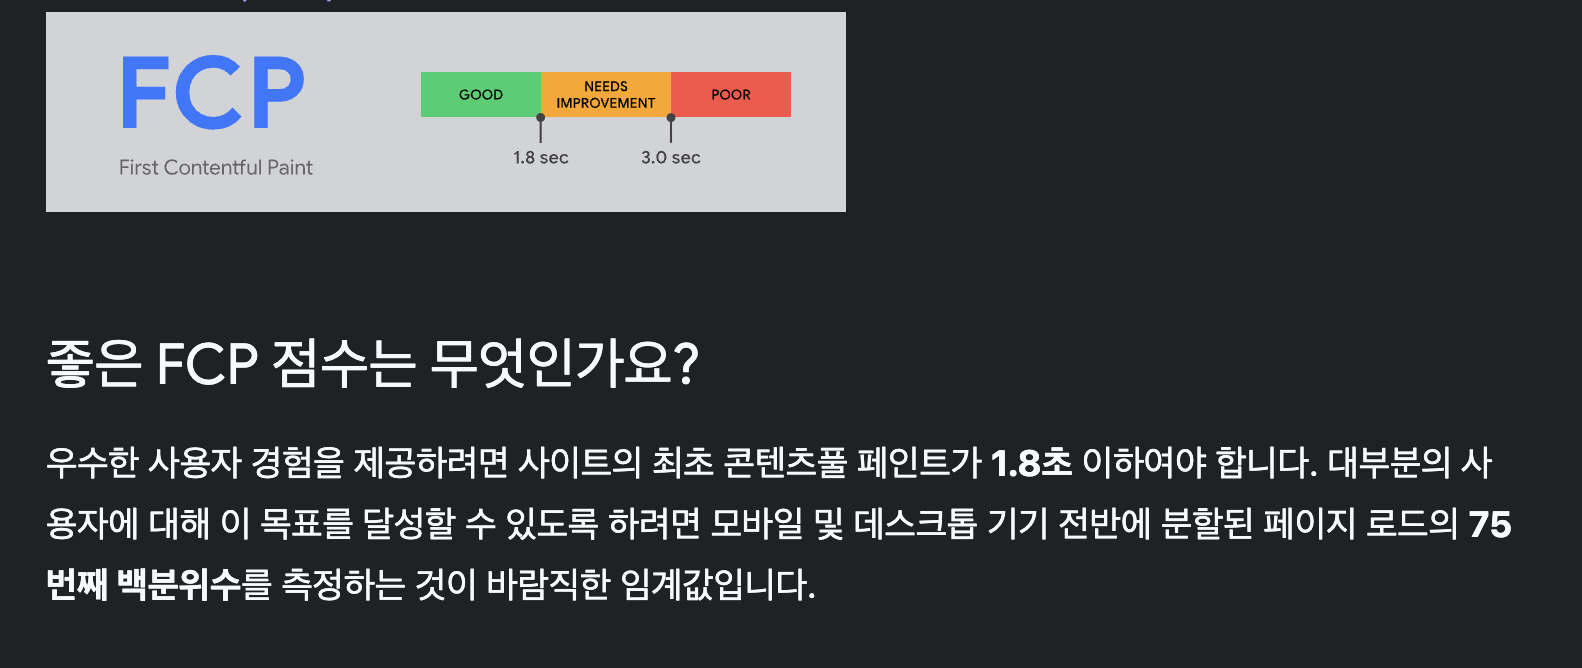 FCP
First Contentful Paint
GOOD
NEEDS
IMPROVEMENT
POOR
1.8 sec
3.0 sec
좋은 FCP 점수는 무엇인가요?
우수한 사용자 경험을 제공하려면 사이트의 최초 콘텐츠풀 페인트가 1.8초 이하여야 합니다. 대부분의 사
용자에 대해 이 목표를 달성할 수 있도록 하려면 모바일 및 데스크톱 기기 전반에 분할된 페이지 로드의 75
번째 백분위수를 측정하는 것이 바람직한 임계값입니다.